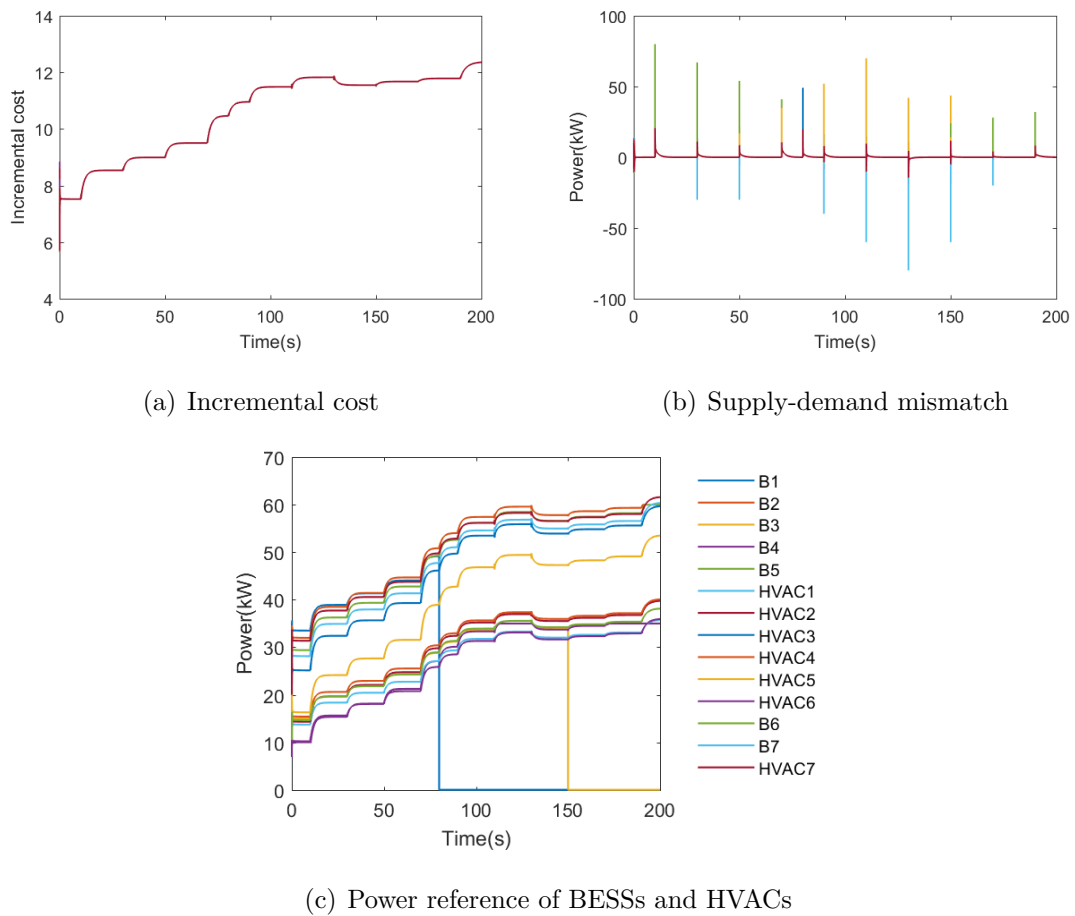 14
12
10
8
6
4
Incremental cost
0
50
100
150
200
Time(s)
(a) Incremental cost
100
50
0
-50
-100
Power(kW)
0
50
100
150
200
Time(s)
(b) Supply-demand mismatch
70
60
50
40
30
20
10
0
Power(kW)
0
50
100
150
200
Time(s)
B1
B2
B3
B4
B5
HVAC1
HVAC2
HVAC3
HVAC4
HVAC5
HVAC6
B6
B7
HVAC7
(c) Power reference of BESSs and HVACs